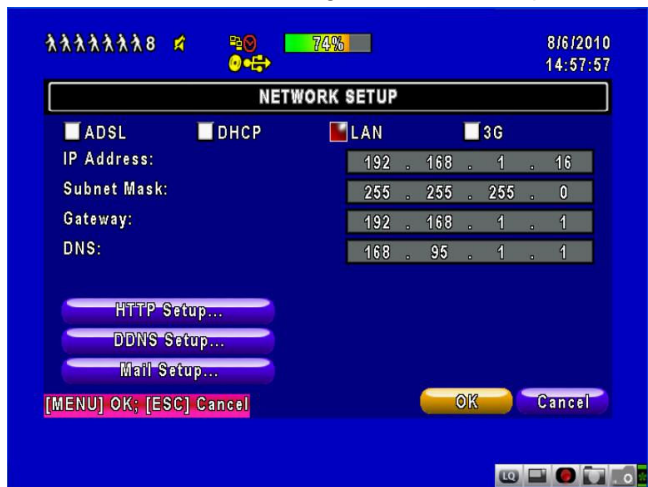 8 74% 8/6/2010
14:57:57
NETWORK SETUP
ADSL DHCP LAN 3G
IP Address: 192 . 168 . 1 . 16
Subnet Mask: 255 . 255 . 255 . 0
Gateway: 192 . 168 . 1 . 1
DNS: 168 . 95 . 1 . 1
HTTP Setup...
DDNS Setup...
Mail Setup...
[MENU] OK; [ESC] Cancel OK Cancel
LQ